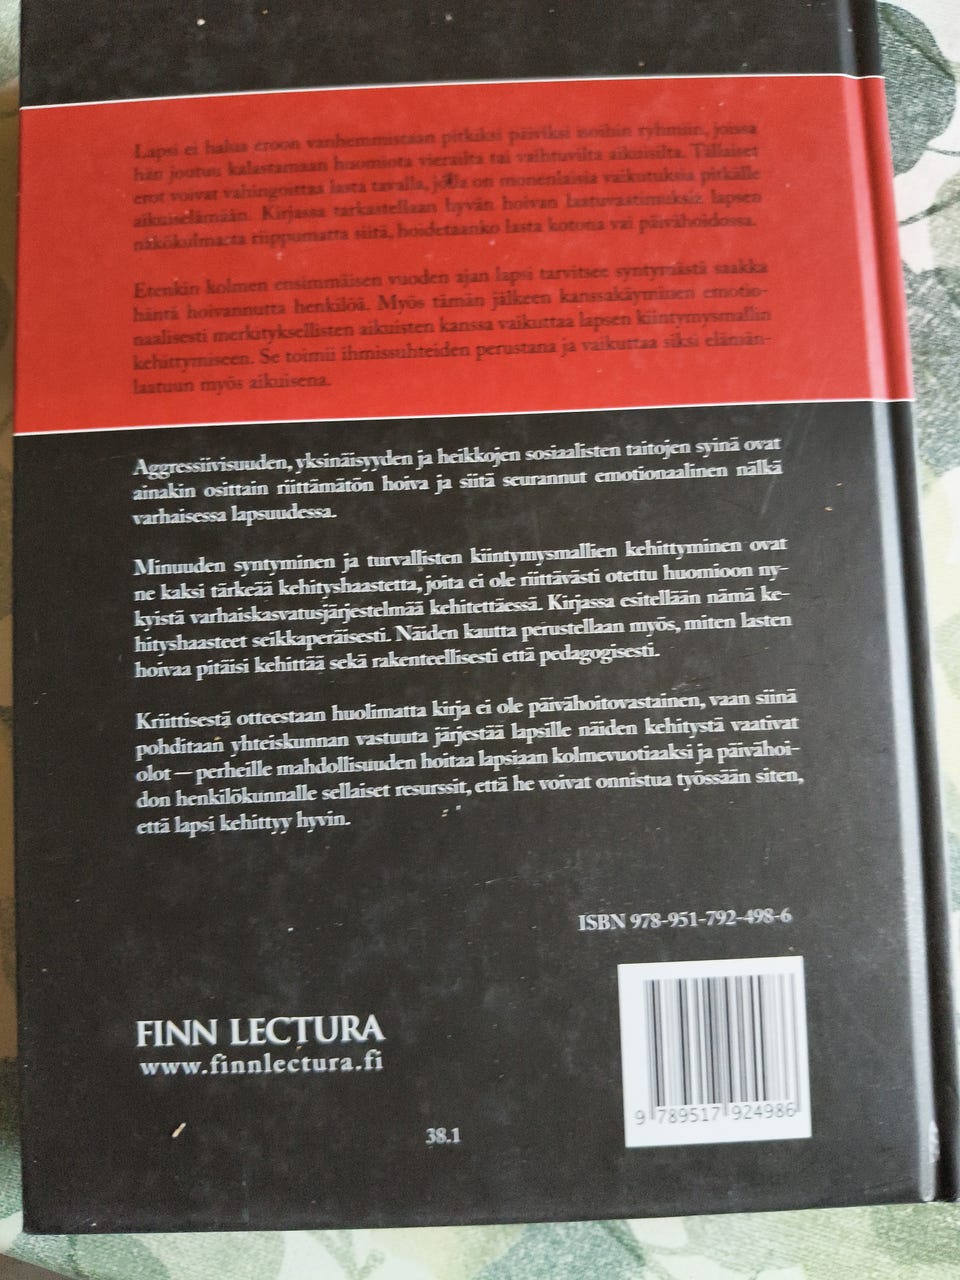 Lapsi ei halua eroon vanhemmistaan pitkiksi päiviksi isoihin ryhmiin, joissa
hän joutuu kalastamaan huomiota vierailta tai vaihtuvilta aikuisilta. Tällaiset
erot voivat vahingoittaa lasta tavalla, jolla on monenlaisia vaikutuksia pitkälle
aikuiselämään. Kirjassa tarkastellaan hyvän hoivan laatuvaatimuksia lapsen
näkökulmasta riippumatta siitä, hoidetaanko lasta kotona vai päivähoidossa.
Etenkin kolmen ensimmäisen vuoden ajan lapsi tarvitsee syntymästä saakka
häntä hoivannutta henkilöä. Myös tämän jälkeen kanssakäyminen emotio-
naalisesti merkityksellisten aikuisten kanssa vaikuttaa lapsen kiintymysmallin
kehittymiseen. Se toimii ihmissuhteiden perustana ja vaikuttaa siksi elämän-
laatuun myös aikuisena.
Aggressiivisuuden, yksinäisyyden ja heikkojen sosiaalisten taitojen syinä ovat
ainakin osittain riittämätön hoiva ja siitä seurannut emotionaalinen nälkä
varhaisessa lapsuudessa.
Minuuden syntyminen ja turvallisten kiintymysmallien kehittyminen ovat
ne kaksi tärkeää kehityshaastetta, joita ei ole riittävästi otettu huomioon ny-
kyistä varhaiskasvatusjärjestelmää kehitettäessä. Kirjassa esitellään nämä ke-
hityshaasteet seikkaperäisesti. Näiden kautta perustellaan myös, miten lasten
hoivaa pitäisi kehittää sekä rakenteellisesti että pedagogisesti.
Kriittisestä otteestaan huolimatta kirja ei ole päivähoitovastainen, vaan siinä
pohditaan yhteiskunnan vastuuta järjestää lapsille näiden kehitystä vaativat
olot – perheille mahdollisuuden hoitaa lapsiaan kolmevuotiaaksi ja päivähoi-
don henkilökunnalle sellaiset resurssit, että he voivat onnistua työssään siten,
että lapsi kehittyy hyvin.
ISBN 978-951-792-498-6
FINN LECTURA
www.finnlectura.fi
9 789517 924986
38.1